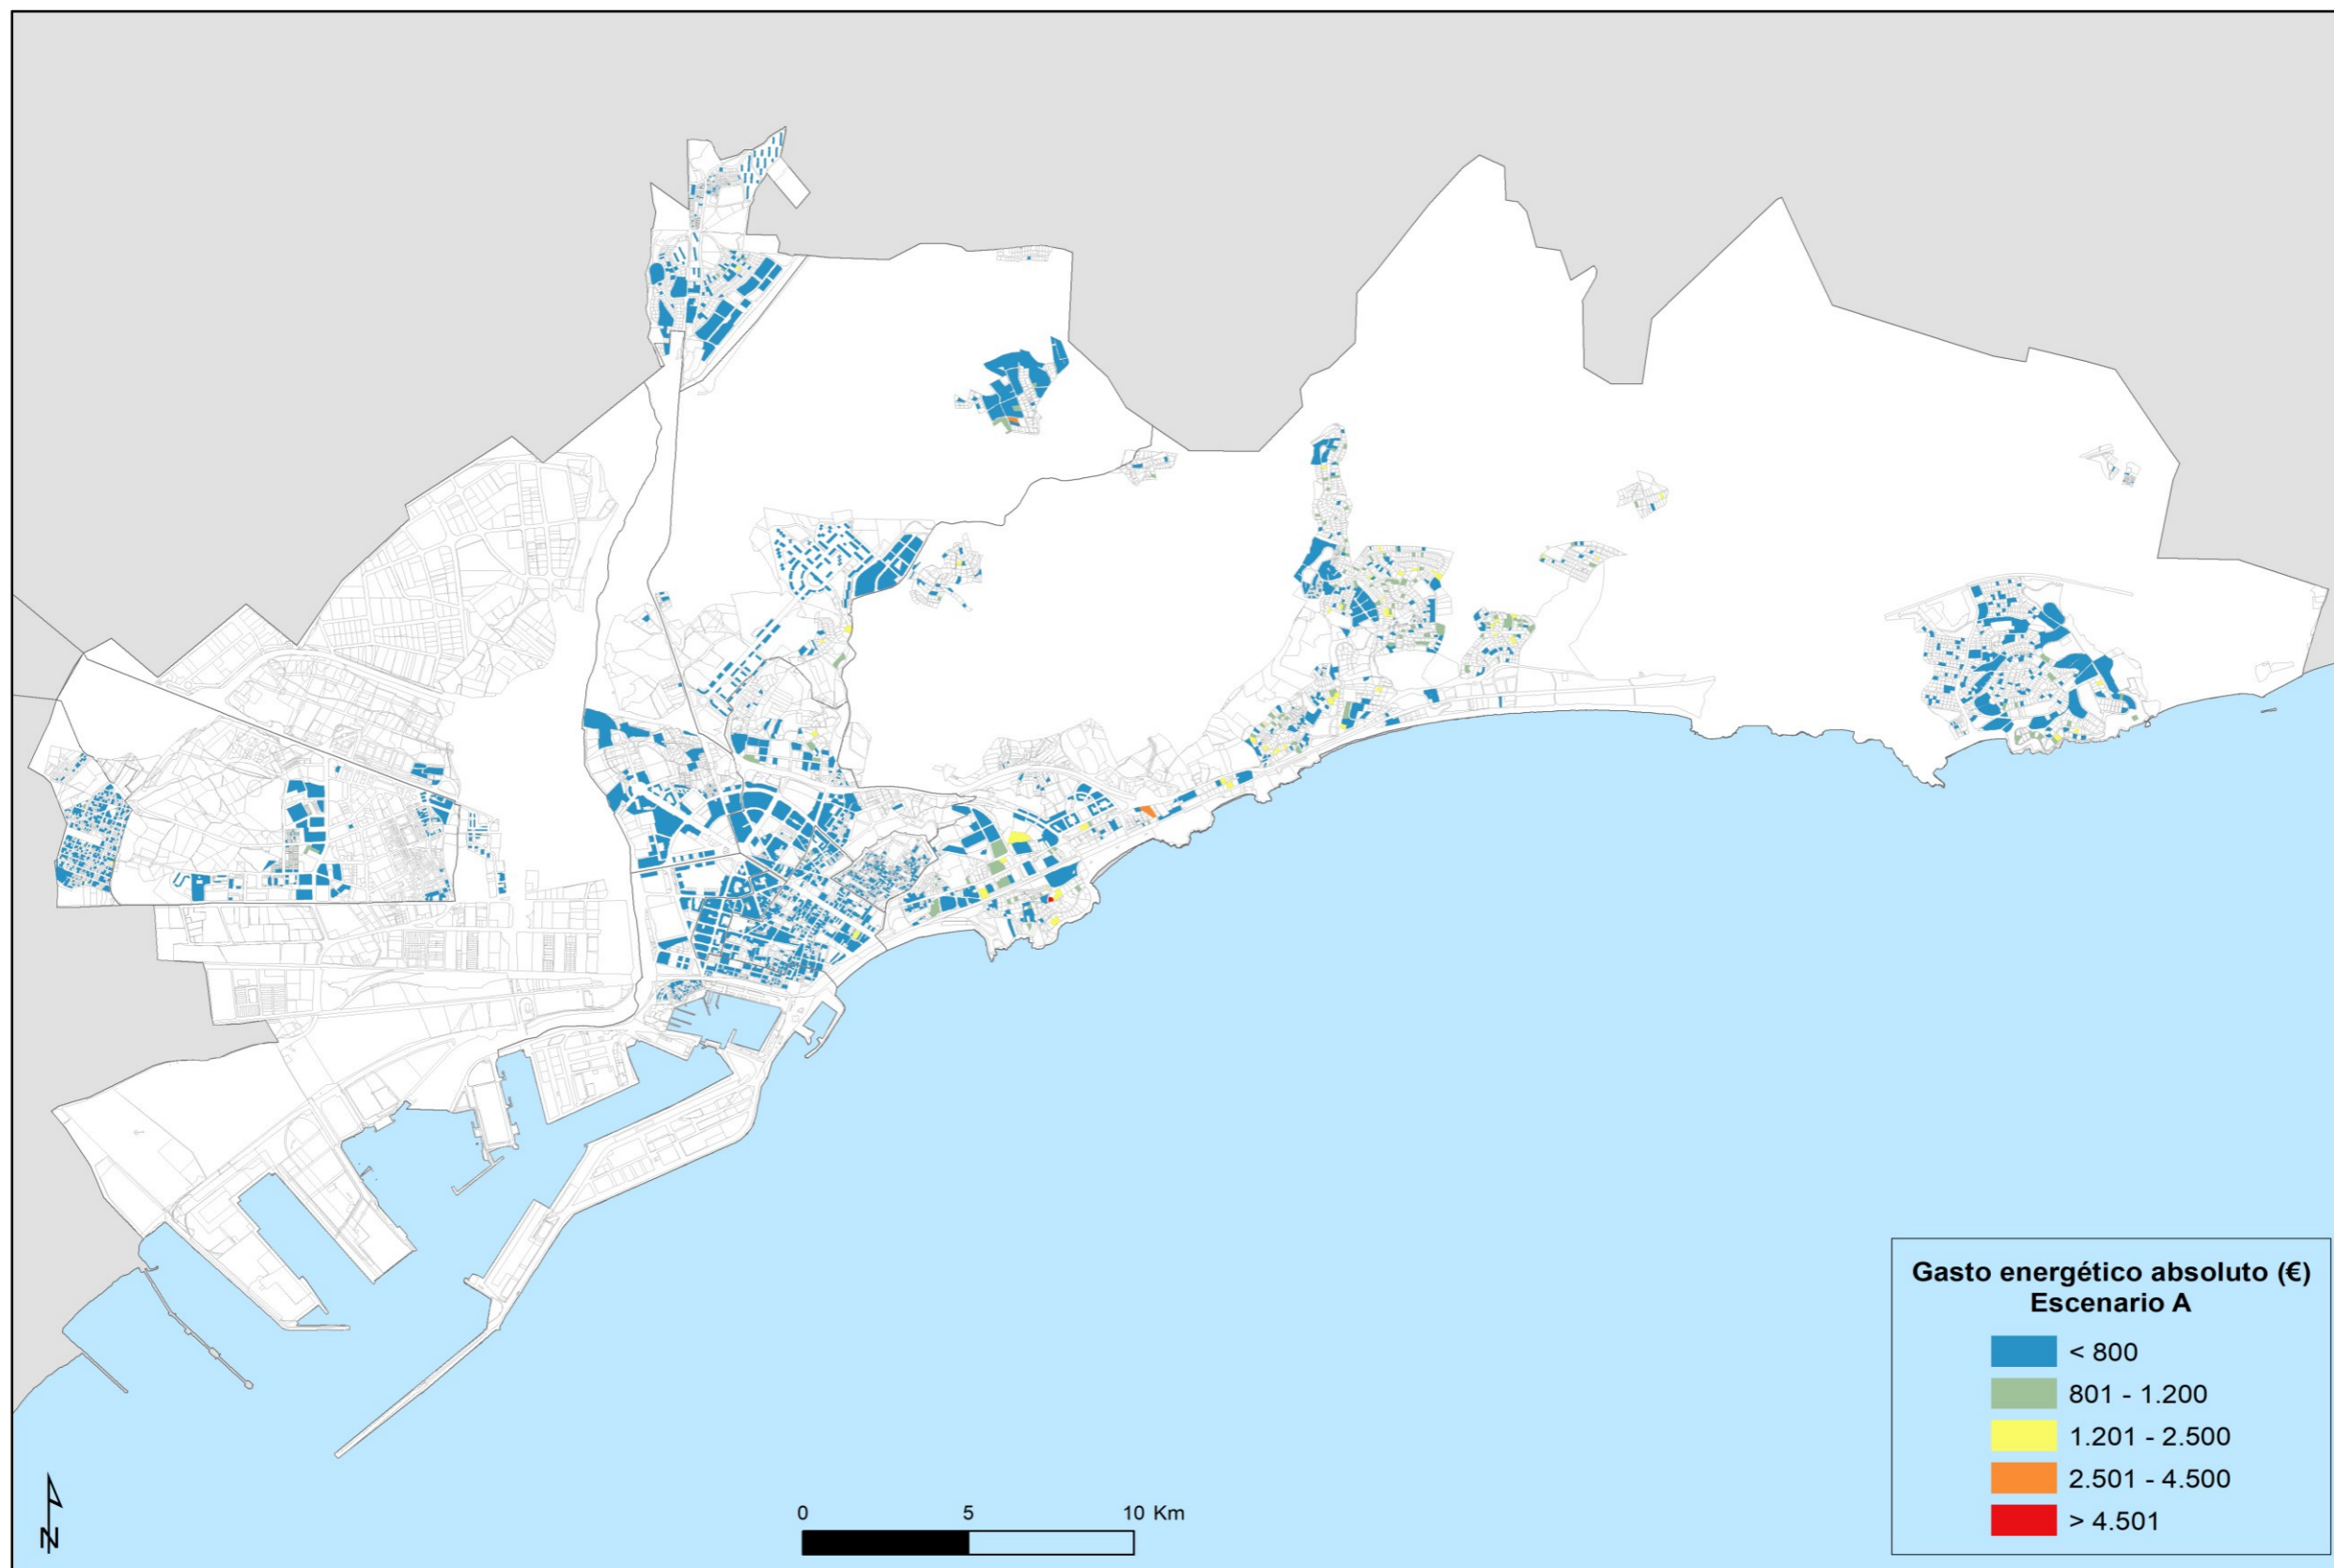 Gasto energético absoluto (€)
Escenario A
< 800
801 - 1.200
1.201 - 2.500
2.501 - 4.500
> 4.501
0 5 10 Km
N